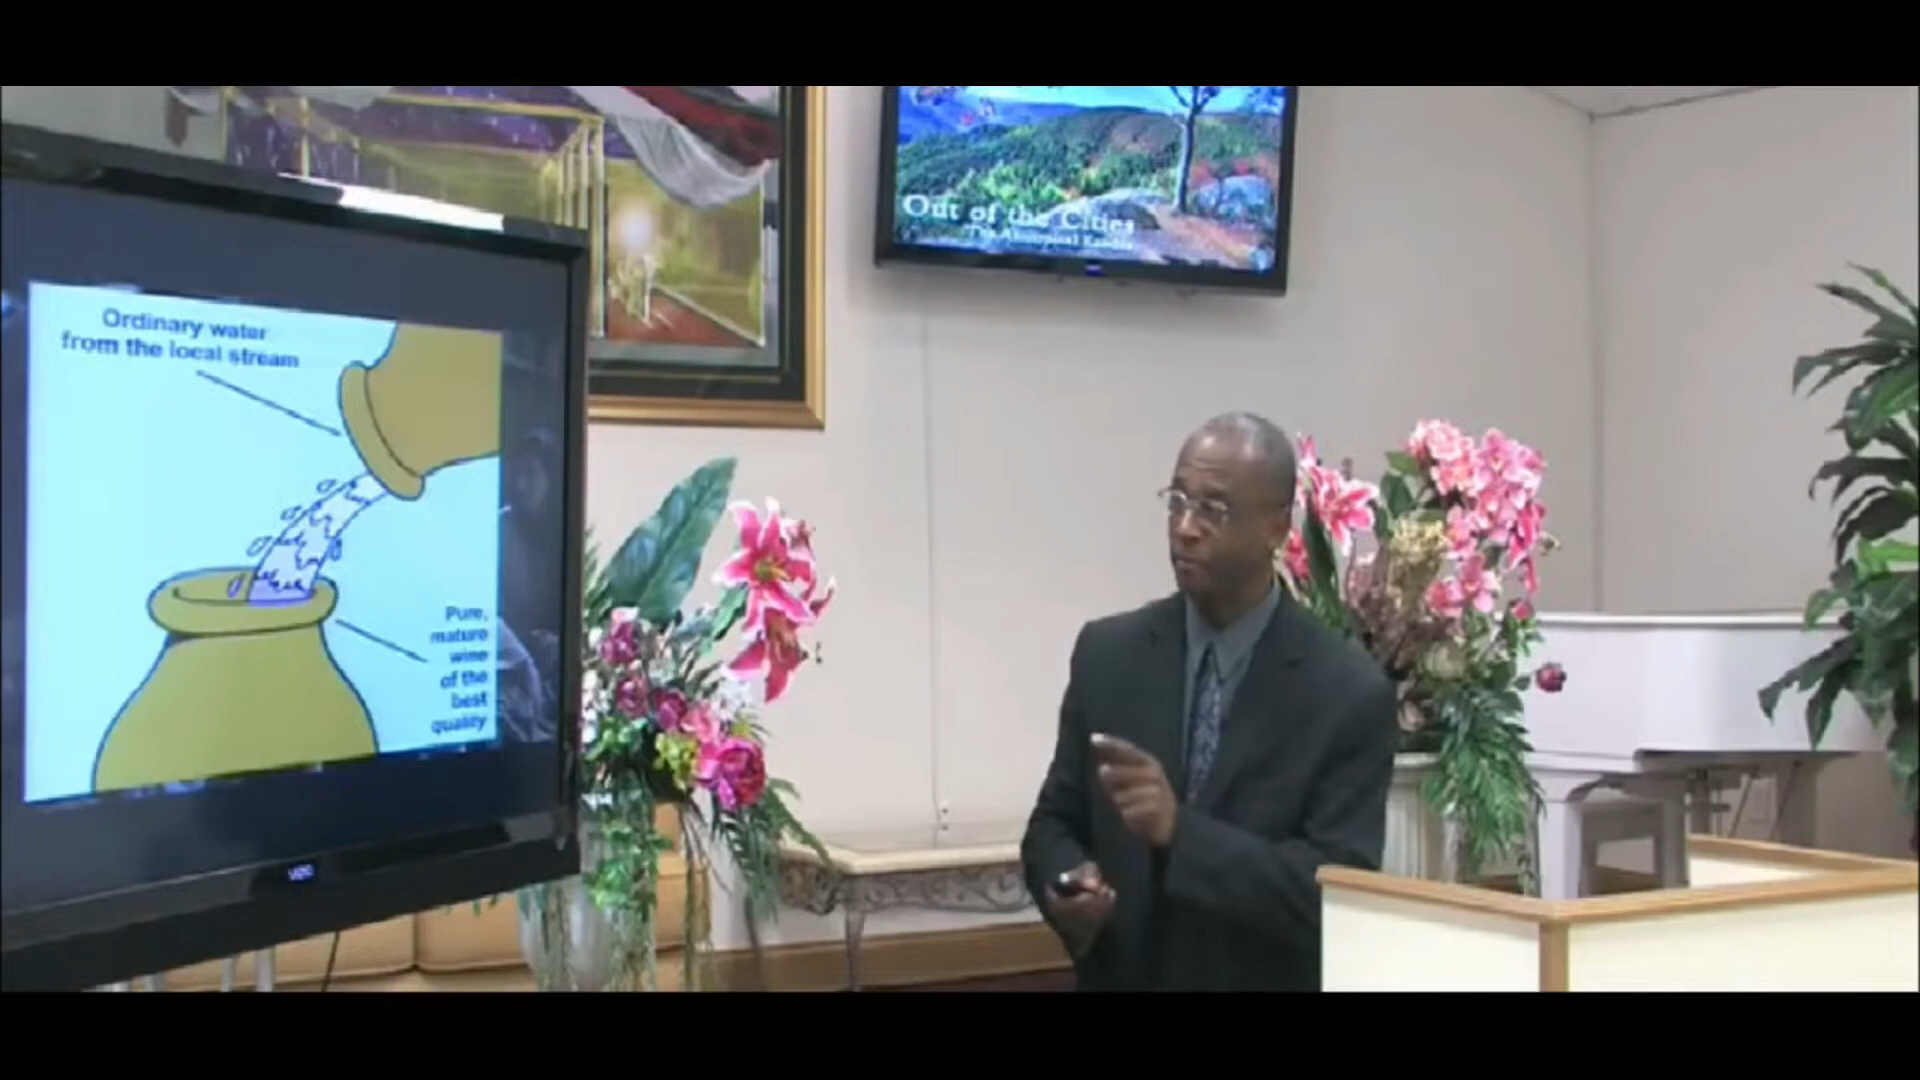 Ordinary water
from the local stream
Pure,
mature
wine
of the
best
quality
Out of the Cities